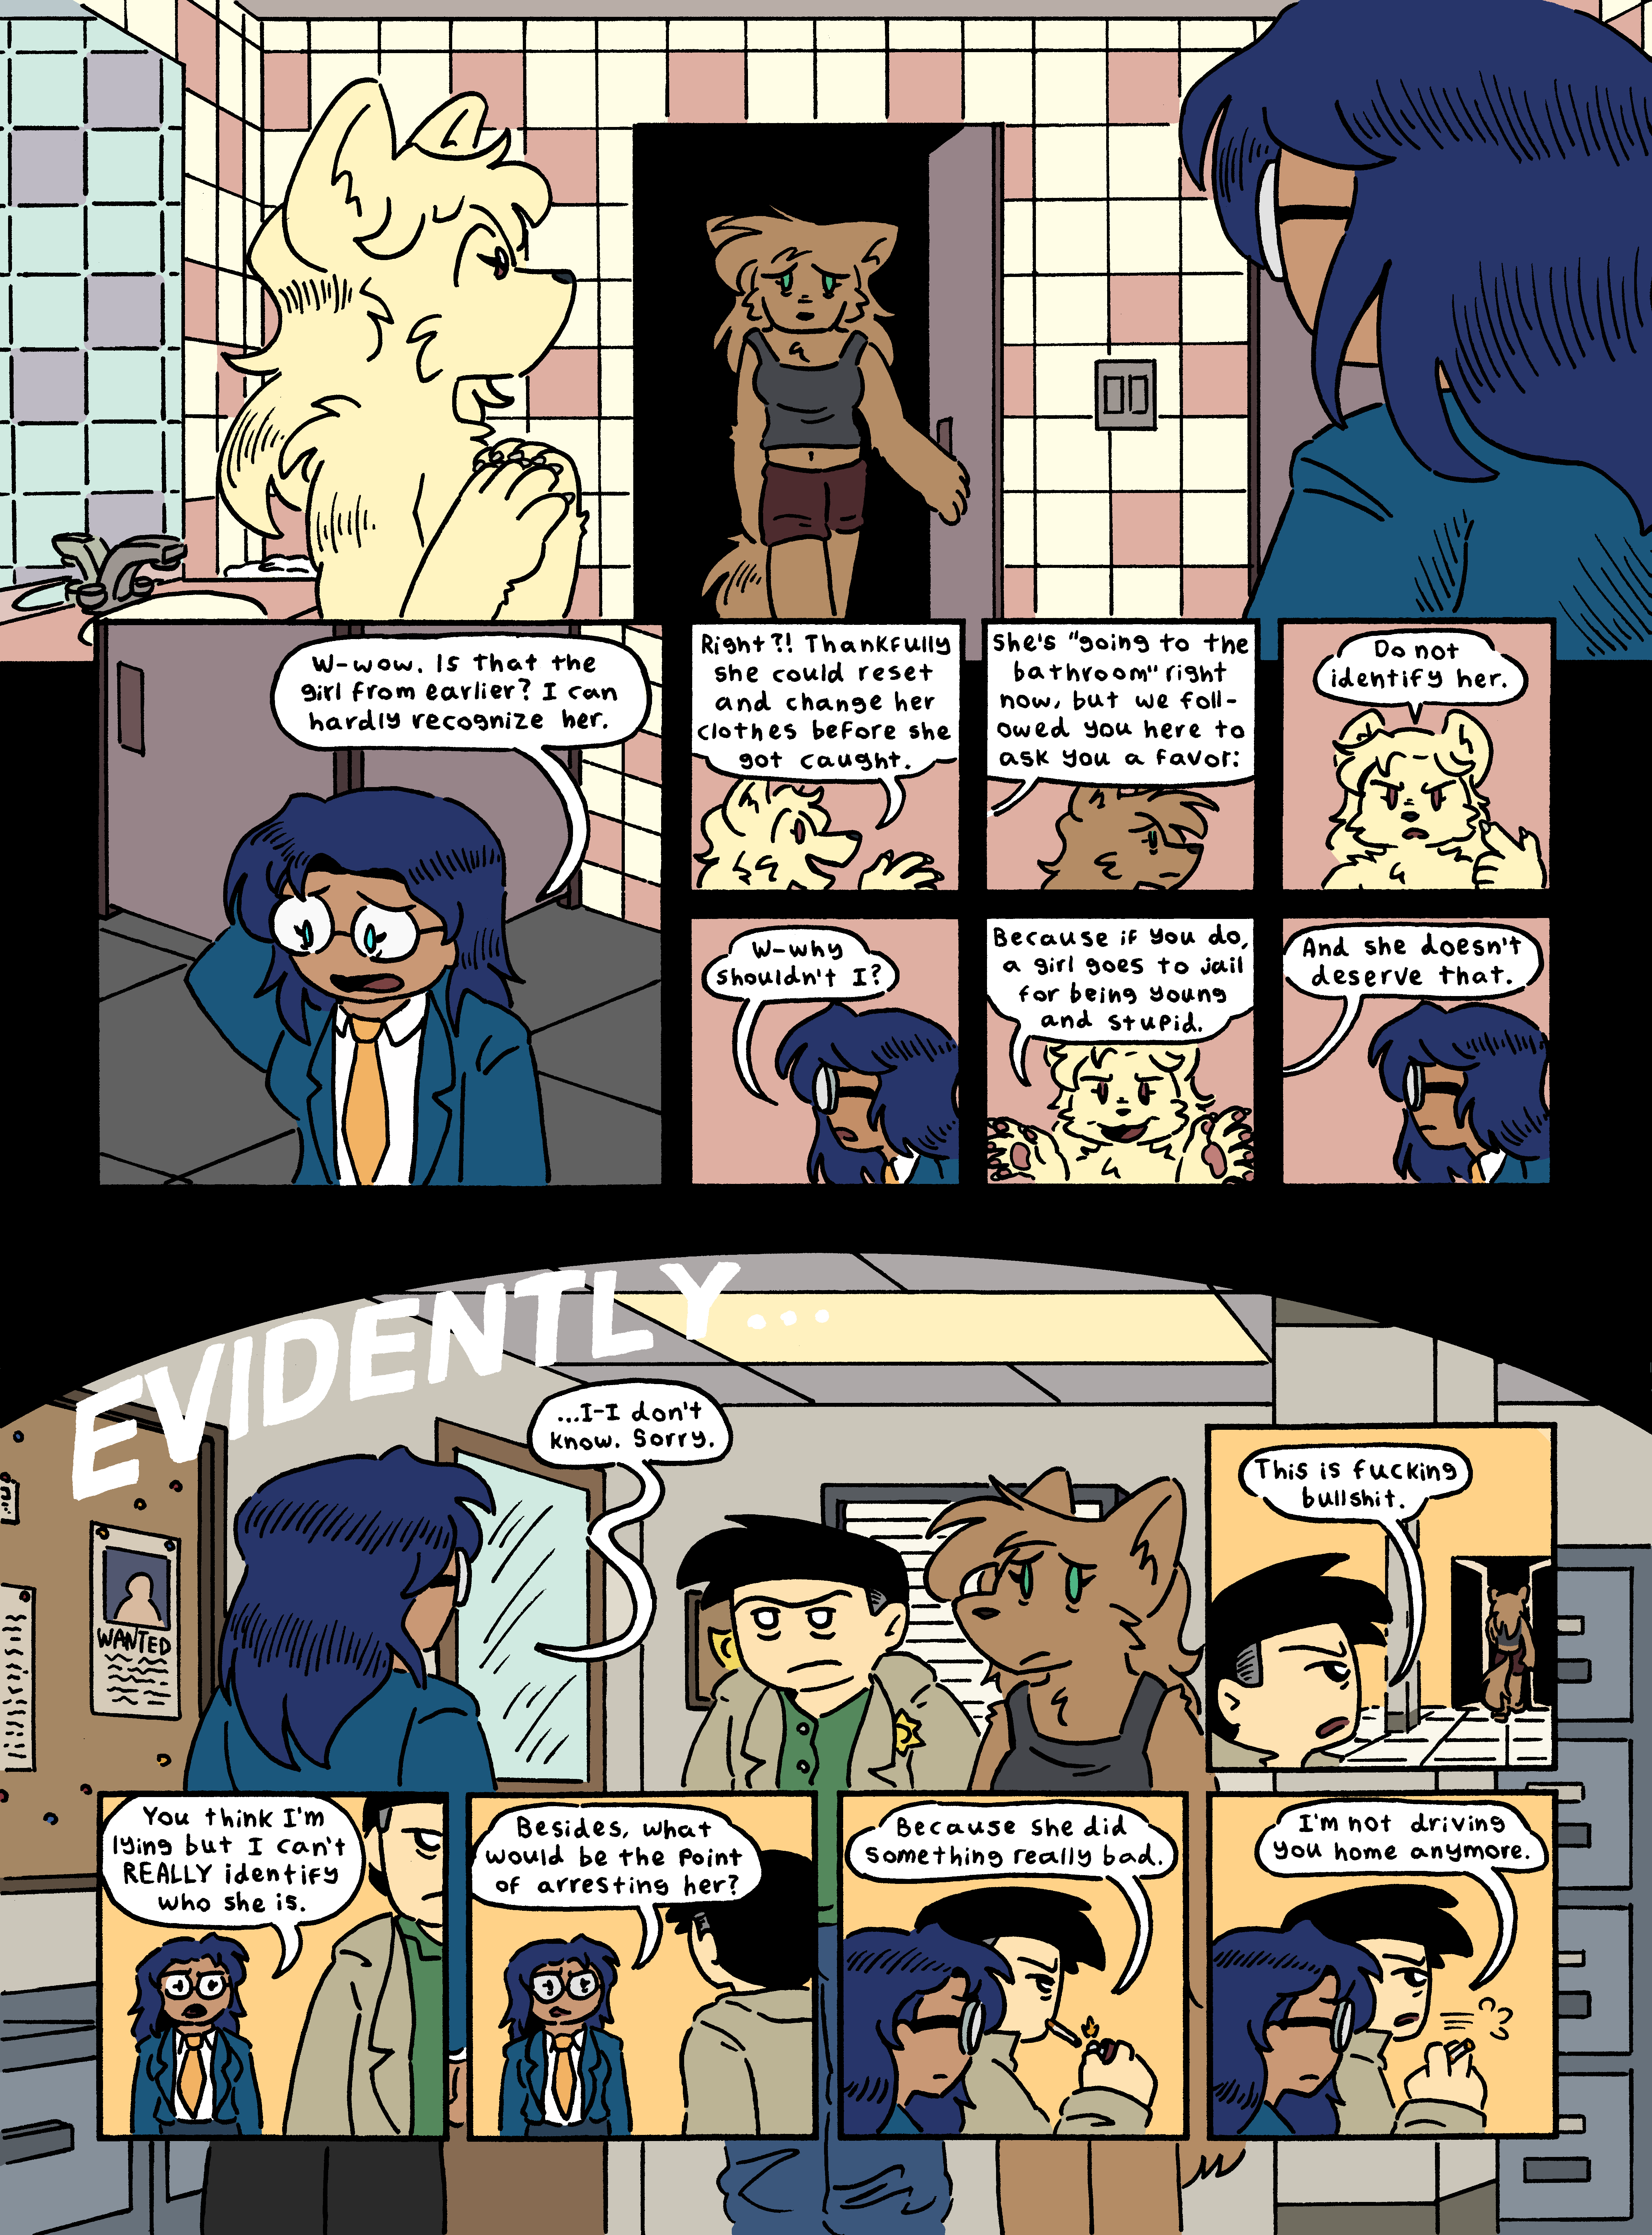 W-wow. Is that the
girl from earlier? I can
hardly recognize her.
Right?! Thankfully
she could reset
and change her
clothes before she
got caught.
She's "going to the
bathroom" right
now, but we foll-
owed you here to
ask you a favor:
Do not
identify her.
W-why
shouldn't I?
Because if you do,
a girl goes to jail
for being young
and stupid.
And she doesn't
deserve that.
EVIDENTLY...
WANTED
...I-I don't
know. Sorry.
This is fucking
bullshit.
You think I'm
lying but I can't
REALLY identify
who she is.
Besides, what
would be the point
of arresting her?
Because she did
something really bad.
I'm not driving
you home anymore.